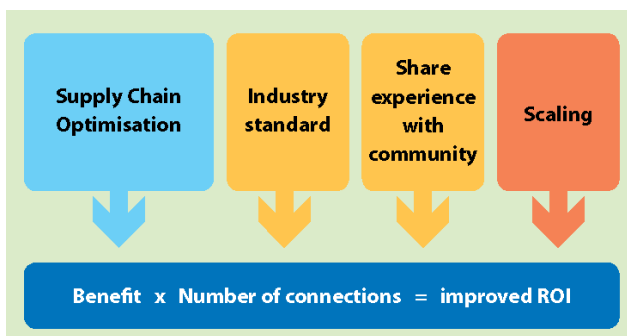 Supply Chain
Optimisation
Industry
standard
Share
experience
with
community
Scaling
Benefit x Number of connections = improved ROI